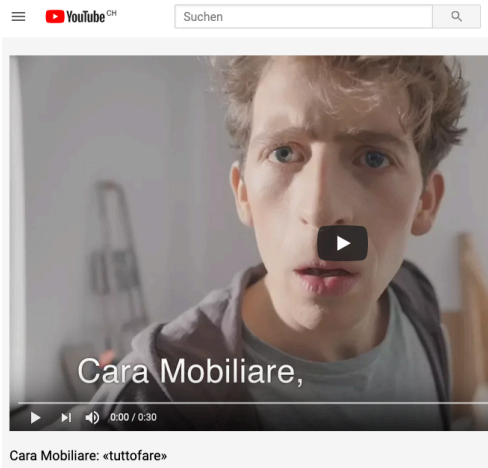 YouTube CH
Suchen
Cara Mobiliare,
0:00 / 0:30
Cara Mobiliare: «tuttofare»